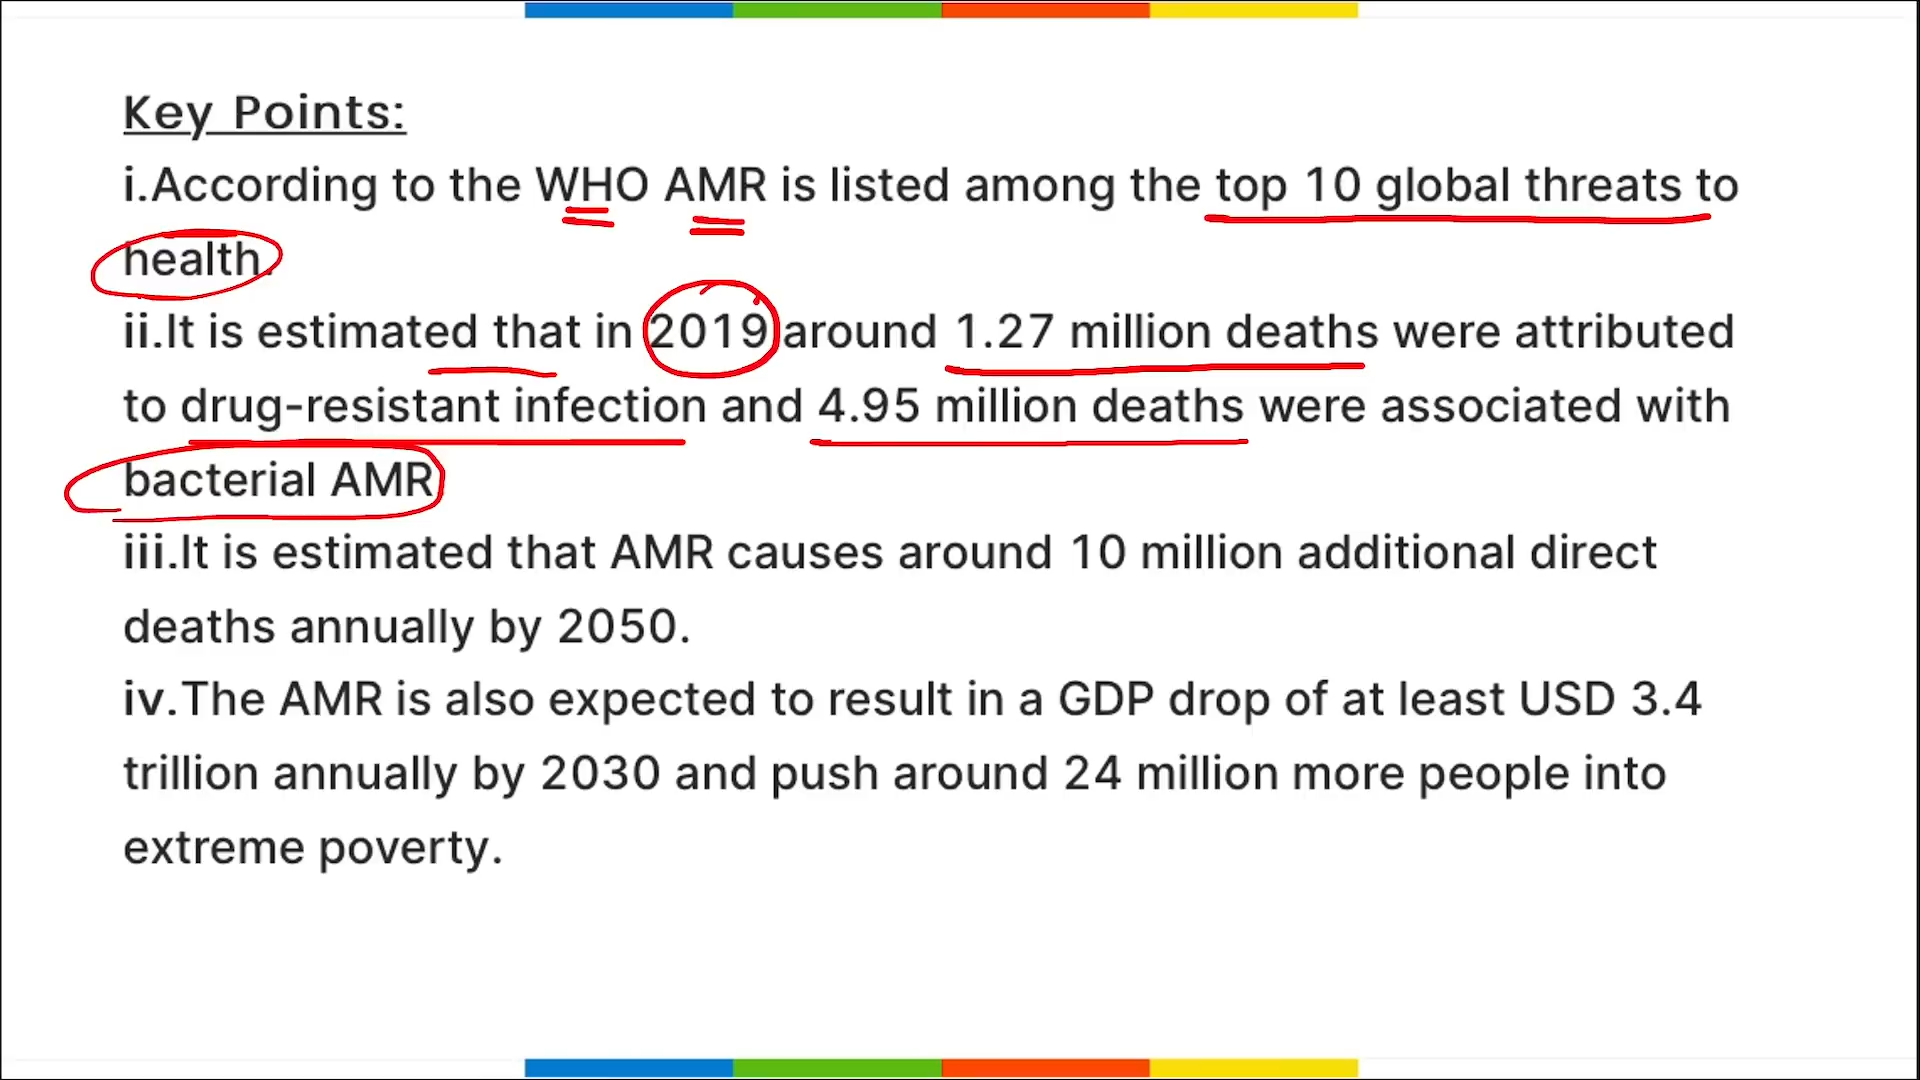 Key Points:
i.According to the WHO AMR is listed among the top 10 global threats to
health.
ii.It is estimated that in 2019 around 1.27 million deaths were attributed
to drug-resistant infection and 4.95 million deaths were associated with
bacterial AMR
iii.It is estimated that AMR causes around 10 million additional direct
deaths annually by 2050.
iv.The AMR is also expected to result in a GDP drop of at least USD 3.4
trillion annually by 2030 and push around 24 million more people into
extreme poverty.